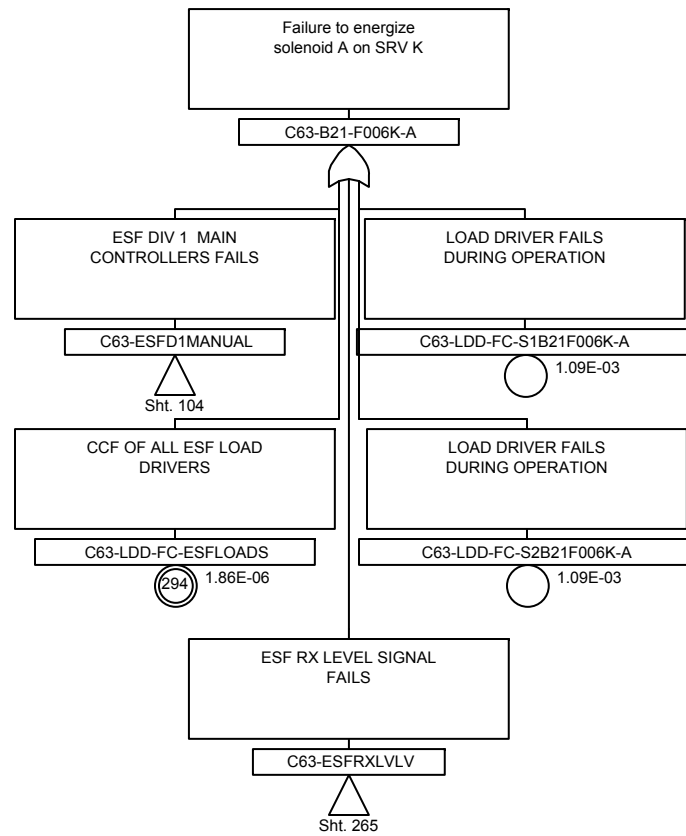 Failure to energize
solenoid A on SRV K
C63-B21-F006K-A
ESF DIV 1 MAIN
CONTROLLERS FAILS
C63-ESFD1MANUAL
Sht. 104
LOAD DRIVER FAILS
DURING OPERATION
C63-LDD-FC-S1B21F006K-A
1.09E-03
CCF OF ALL ESF LOAD
DRIVERS
C63-LDD-FC-ESFLOADS
294
1.86E-06
LOAD DRIVER FAILS
DURING OPERATION
C63-LDD-FC-S2B21F006K-A
1.09E-03
ESF RX LEVEL SIGNAL
FAILS
C63-ESFRXLVLV
Sht. 265